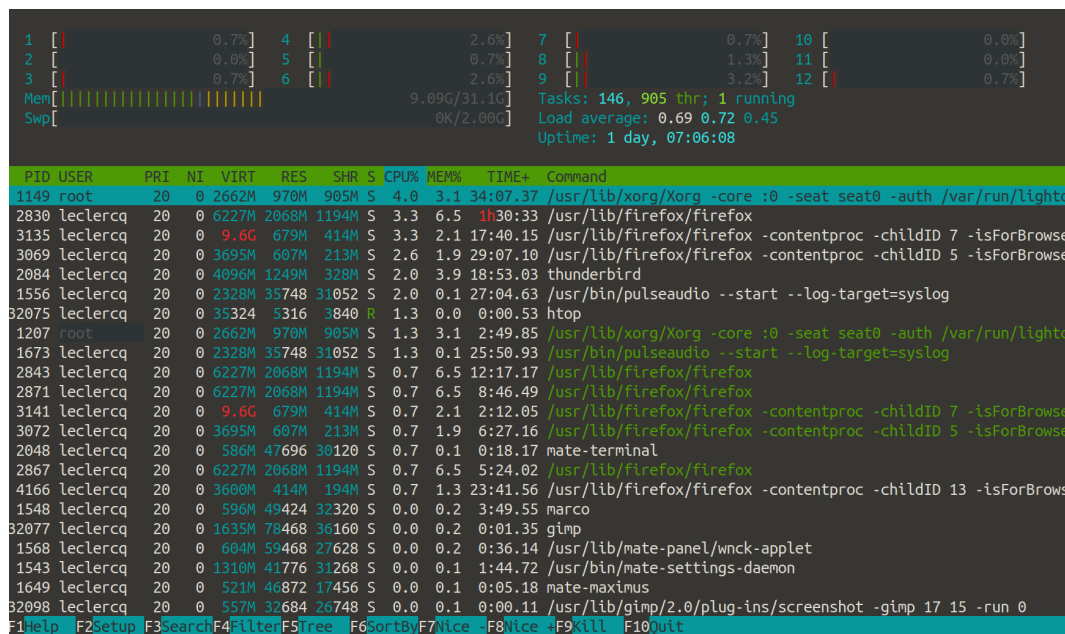 1 [| 0.7%] 4 [|| 2.6%] 7 [| 0.7%] 10 [ 0.0%]
2 [ 0.0%] 5 [| 0.7%] 8 [|| 1.3%] 11 [ 0.0%]
3 [| 0.7%] 6 [|| 2.6%] 9 [|| 3.2%] 12 [| 0.7%]
Mem[|||||||||||||||||||||||| 9.09G/31.1G] Tasks: 146, 905 thr; 1 running
Swp[ 0K/2.00G] Load average: 0.69 0.72 0.45
Uptime: 1 day, 07:06:08
PID USER PRI NI VIRT RES SHR S CPU% MEM% TIME+ Command
1149 root 20 0 2662M 970M 905M S 4.0 3.1 34:07.37 /usr/lib/xorg/Xorg -core :0 -seat seat0 -auth /var/run/lightd
2830 leclercq 20 0 6227M 2068M 1194M S 3.3 6.5 1h30:33 /usr/lib/firefox/firefox
3135 leclercq 20 0 9.6G 679M 414M S 3.3 2.1 17:40.15 /usr/lib/firefox/firefox -contentproc -childID 7 -isForBrowse
3069 leclercq 20 0 3695M 607M 213M S 2.6 1.9 29:07.10 /usr/lib/firefox/firefox -contentproc -childID 5 -isForBrowse
2084 leclercq 20 0 4096M 1249M 328M S 2.0 3.9 18:53.03 thunderbird
1556 leclercq 20 0 2328M 35748 31052 S 2.0 0.1 27:04.63 /usr/bin/pulseaudio --start --log-target=syslog
32075 leclercq 20 0 35324 5316 3840 R 1.3 0.0 0:00.53 htop
1207 root 20 0 2662M 970M 905M S 1.3 3.1 2:49.85 /usr/lib/xorg/Xorg -core :0 -seat seat0 -auth /var/run/lightd
1673 leclercq 20 0 2328M 35748 31052 S 1.3 0.1 25:50.93 /usr/bin/pulseaudio --start --log-target=syslog
2843 leclercq 20 0 6227M 2068M 1194M S 0.7 6.5 12:17.17 /usr/lib/firefox/firefox
2871 leclercq 20 0 6227M 2068M 1194M S 0.7 6.5 8:46.49 /usr/lib/firefox/firefox
3141 leclercq 20 0 9.6G 679M 414M S 0.7 2.1 2:12.05 /usr/lib/firefox/firefox -contentproc -childID 7 -isForBrowse
3072 leclercq 20 0 3695M 607M 213M S 0.7 1.9 6:27.16 /usr/lib/firefox/firefox -contentproc -childID 5 -isForBrowse
2048 leclercq 20 0 586M 47696 30120 S 0.7 0.1 0:18.17 mate-terminal
2867 leclercq 20 0 6227M 2068M 1194M S 0.7 6.5 5:24.02 /usr/lib/firefox/firefox
4166 leclercq 20 0 3600M 414M 194M S 0.7 1.3 23:41.56 /usr/lib/firefox/firefox -contentproc -childID 13 -isForBrows
1548 leclercq 20 0 596M 49424 32320 S 0.0 0.2 3:49.55 marco
32077 leclercq 20 0 1635M 78468 36160 S 0.0 0.2 0:01.35 gimp
1568 leclercq 20 0 604M 59468 27628 S 0.0 0.2 0:36.14 /usr/lib/mate-panel/wnck-applet
1543 leclercq 20 0 1310M 41776 31268 S 0.0 0.1 1:44.72 /usr/bin/mate-settings-daemon
1649 leclercq 20 0 521M 46872 17456 S 0.0 0.1 0:05.18 mate-maximus
32098 leclercq 20 0 557M 32684 26748 S 0.0 0.1 0:00.11 /usr/lib/gimp/2.0/plug-ins/screenshot -gimp 17 15 -run 0
F1Help F2Setup F3SearchF4FilterF5Tree F6SortByF7Nice -F8Nice +F9Kill F10Quit